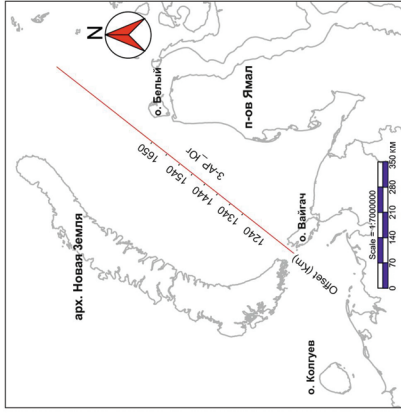 N
о. Белый
п-ов Ямал
1650
1540
1440
1340
1240
3-АР_Юг
арх. Новая Земля
о. Вайгач
Offset (Km)
Scale = 1:7000000
0 70 140 210 280 350 км
о. Колгуев